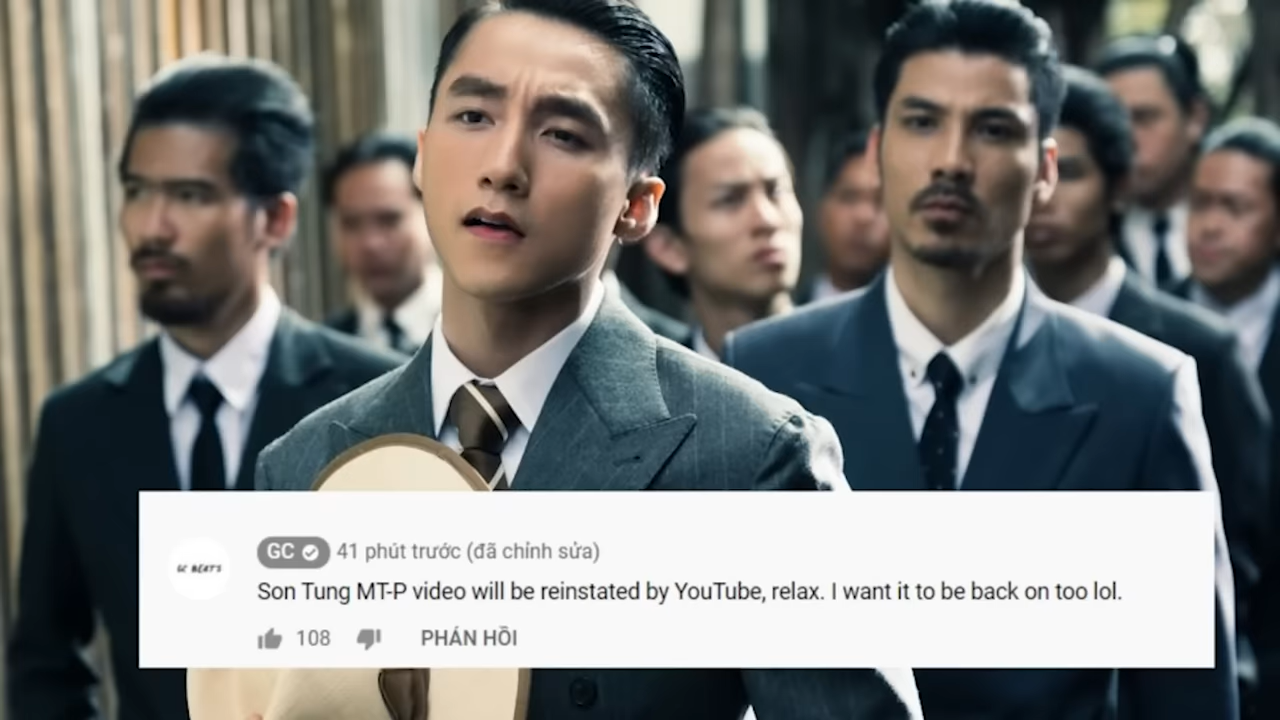 GC BEATS
GC 41 phút trước (đã chỉnh sửa)
Son Tung MT-P video will be reinstated by YouTube, relax. I want it to be back on too lol.
108 PHẢN HỒI